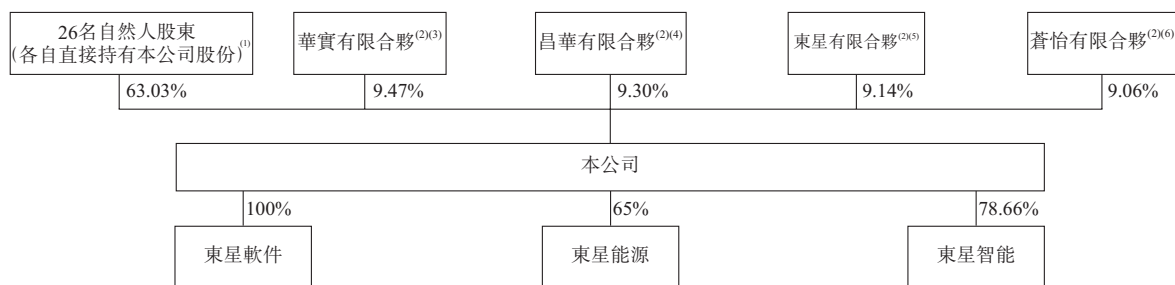 26名自然人股東
(各自直接持有本公司股份)(1)
華實有限合夥(2)(3)
昌華有限合夥(2)(4)
東星有限合夥(2)(5)
蒼怡有限合夥(2)(6)
63.03%
9.47%
9.30%
9.14%
9.06%
本公司
100%
65%
78.66%
東星軟件
東星能源
東星智能